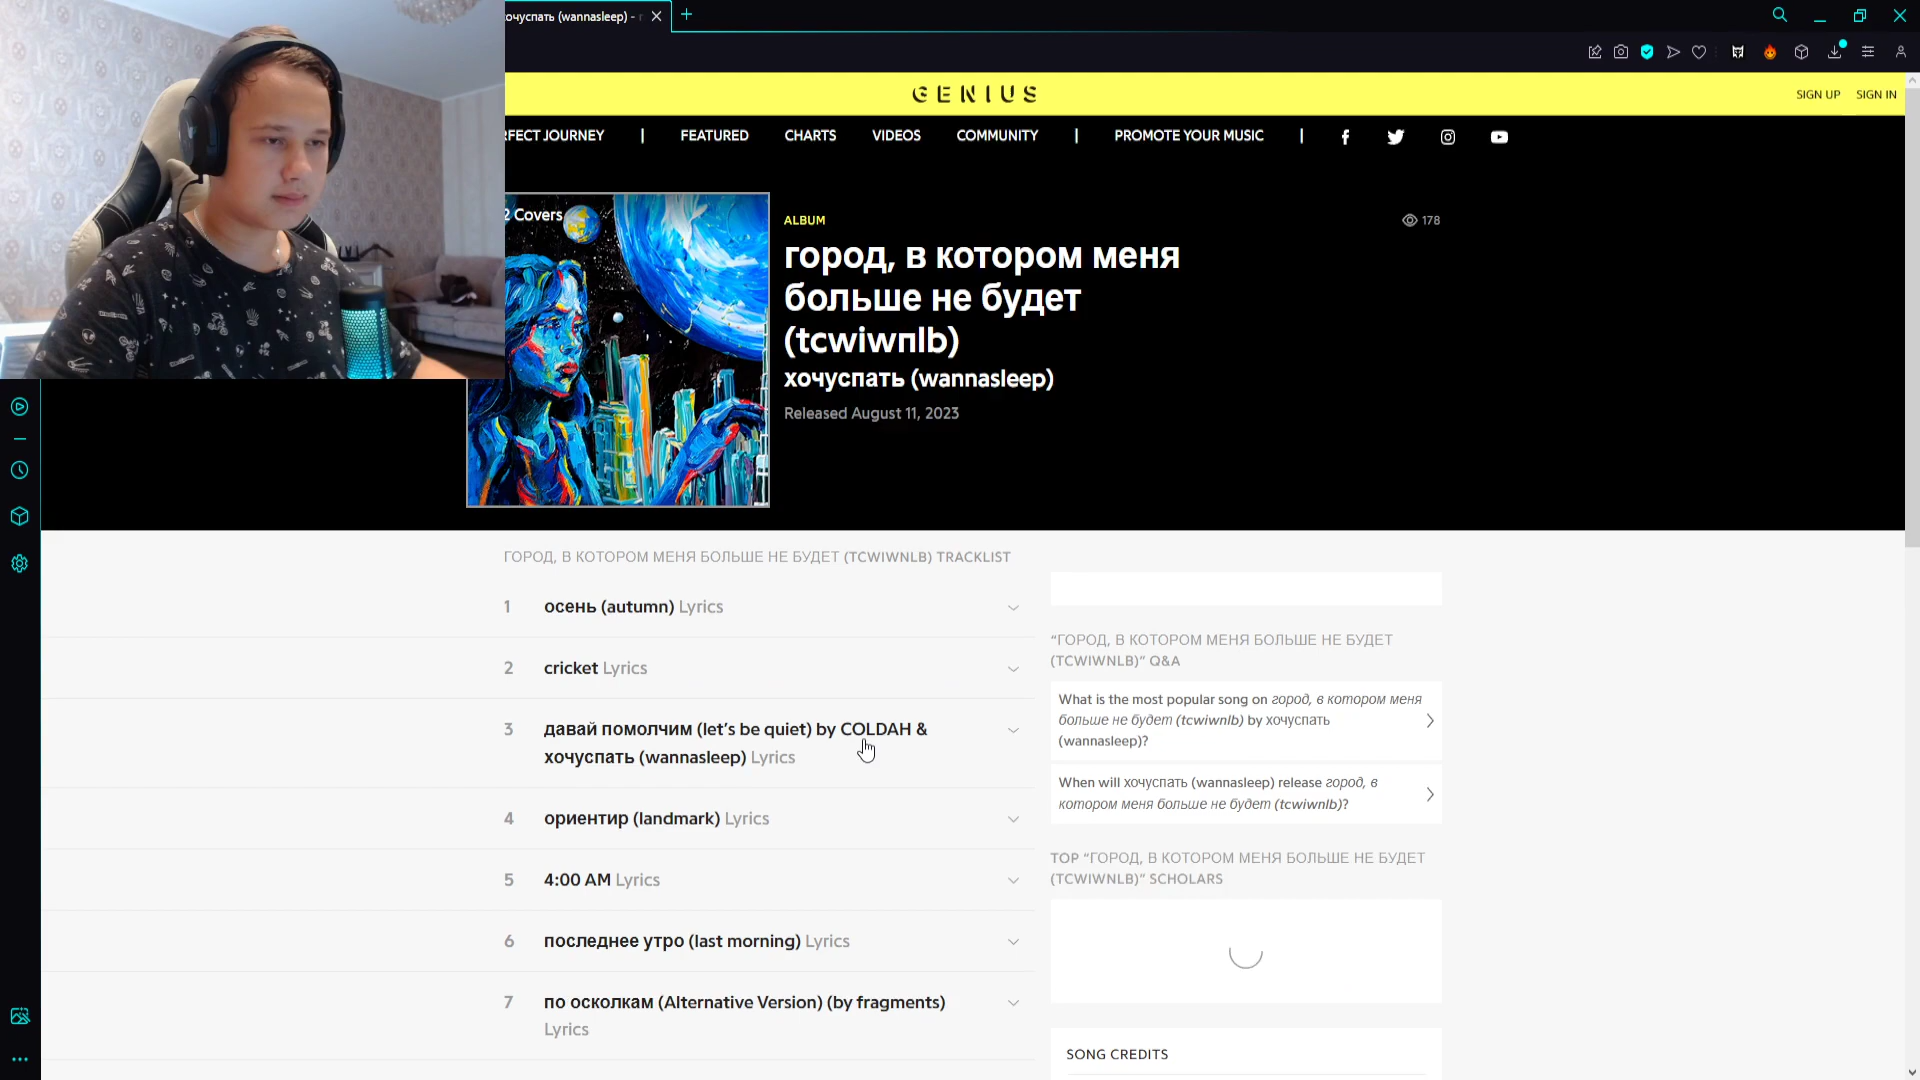 хочуспать (wannasleep) -
GENIUS
SIGN UP SIGN IN
RFECT JOURNEY | FEATURED CHARTS VIDEOS COMMUNITY | PROMOTE YOUR MUSIC |
2 Covers
ALBUM
178
город, в котором меня
больше не будет
(tcwiwnlb)
хочуспать (wannasleep)
Released August 11, 2023
ГОРОД, В КОТОРОМ МЕНЯ БОЛЬШЕ НЕ БУДЕТ (TCWIWNLB) TRACKLIST
1 осень (autumn) Lyrics
2 cricket Lyrics
3 давай помолчим (let’s be quiet) by COLDAH &
хочуспать (wannasleep) Lyrics
4 ориентир (landmark) Lyrics
5 4:00 AM Lyrics
6 последнее утро (last morning) Lyrics
7 по осколкам (Alternative Version) (by fragments)
Lyrics
“ГОРОД, В КОТОРОМ МЕНЯ БОЛЬШЕ НЕ БУДЕТ
(TCWIWNLB)” Q&A
What is the most popular song on город, в котором меня
больше не будет (tcwiwnlb) by хочуспать
(wannasleep)?
When will хочуспать (wannasleep) release город, в
котором меня больше не будет (tcwiwnlb)?
TOP “ГОРОД, В КОТОРОМ МЕНЯ БОЛЬШЕ НЕ БУДЕТ
(TCWIWNLB)” SCHOLARS
SONG CREDITS